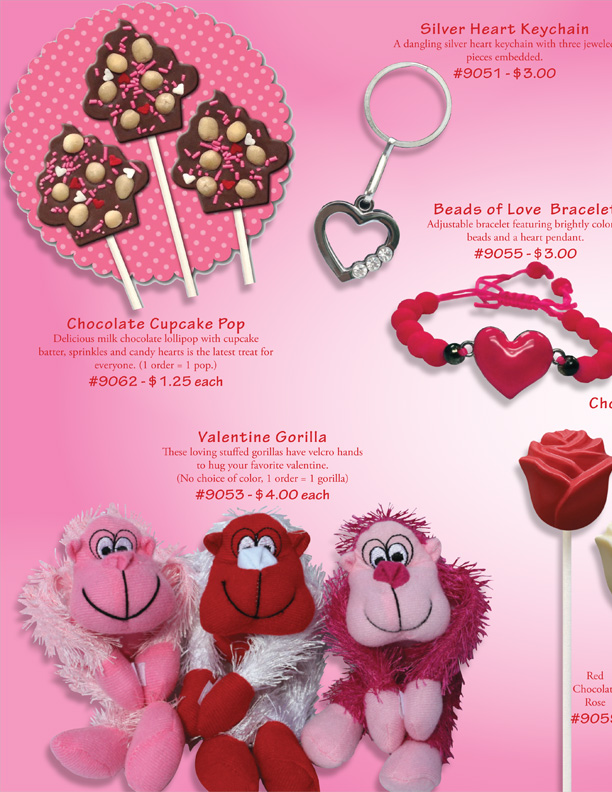 Silver Heart Keychain
A dangling silver heart keychain with three
pieces embedded.
#9051 - $3.00
Beads of Love Bracelet
Adjustable bracelet featuring brightly
beads and a heart pendant.
#9055 - $3.00
Chocolate Cupcake Pop
Delicious milk chocolate lollipop with cupcake
batter, sprinkles and candy hearts is the latest treat for
everyone. (1 order = 1 pop.)
#9062 - $1.25 each
Valentine Gorilla
These loving stuffed gorillas have velcro hands
to hug your favorite valentine.
(No choice of color, 1 order = 1 gorilla)
#9053 - $4.00 each
Red
Rose